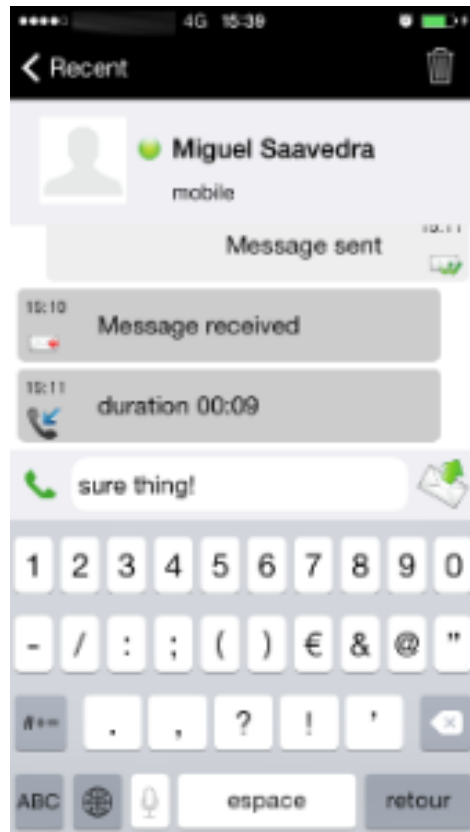 4G 15:39
Recent
Miguel Saavedra
mobile
Message sent
15:10
Message received
15:11
duration 00:09
sure thing!
1 2 3 4 5 6 7 8 9 0
- / : ; ( ) € & @ "
#+= . , ? ! '
ABC espace retour